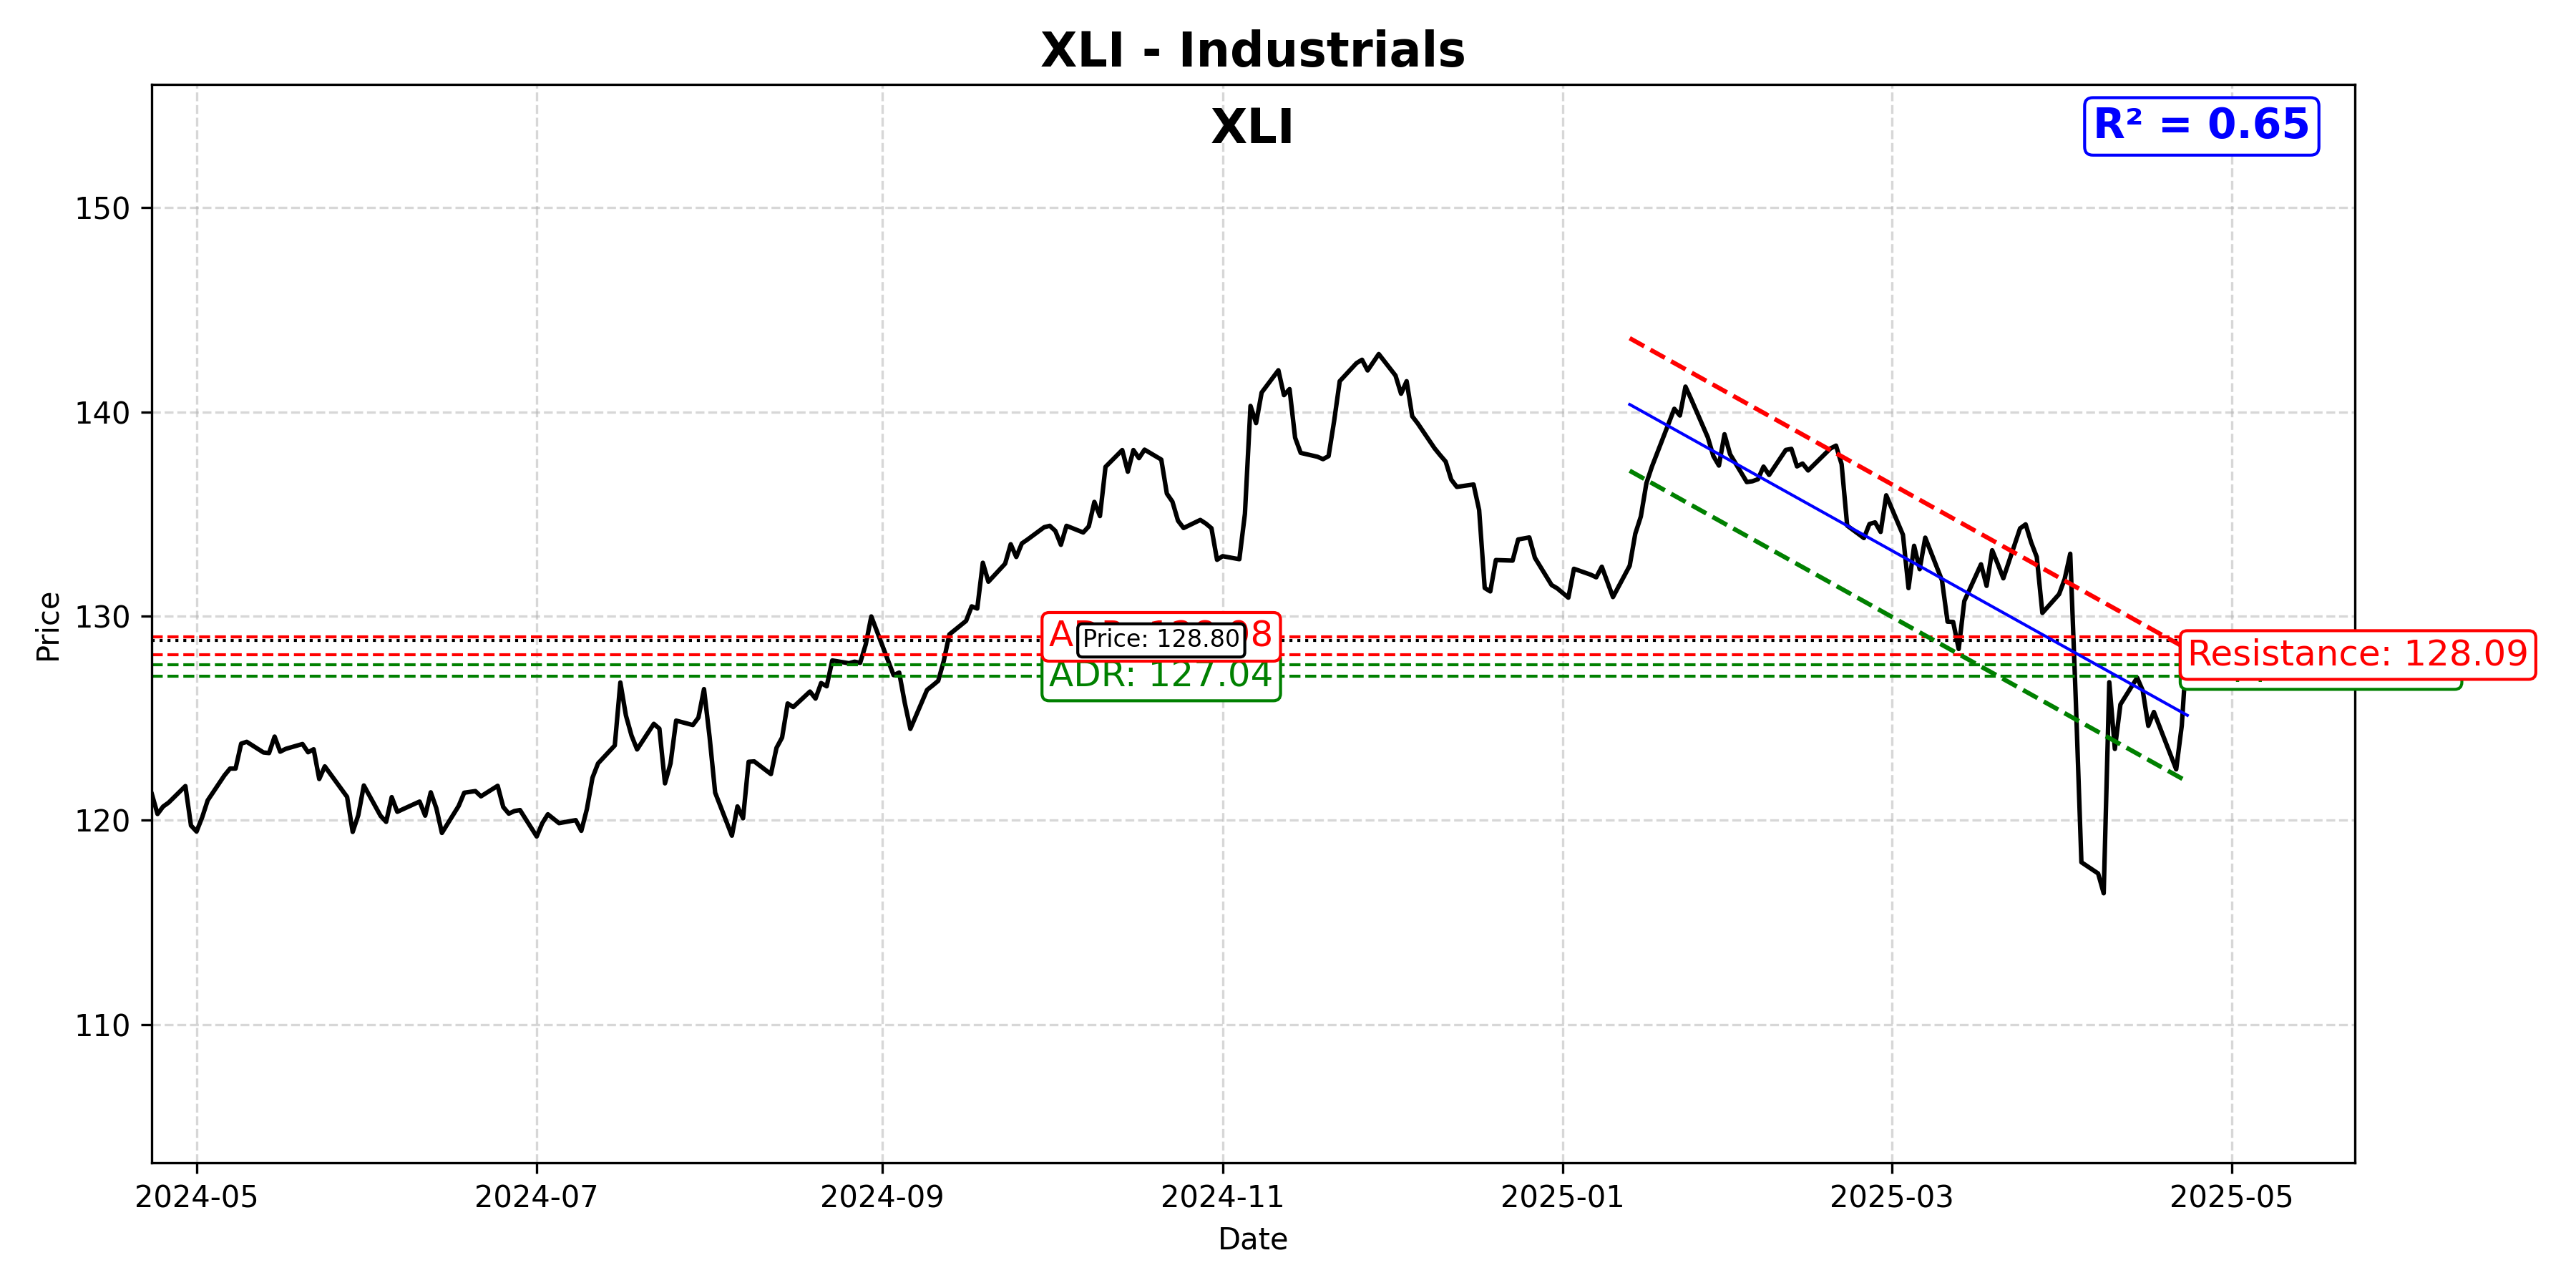 XLI - Industrials
XLI
R² = 0.65
Price
150
140
130
120
110
Price: 128.80
ADR: 127.04
Resistance: 128.09
2024-05
2024-07
2024-09
2024-11
2025-01
2025-03
2025-05
Date